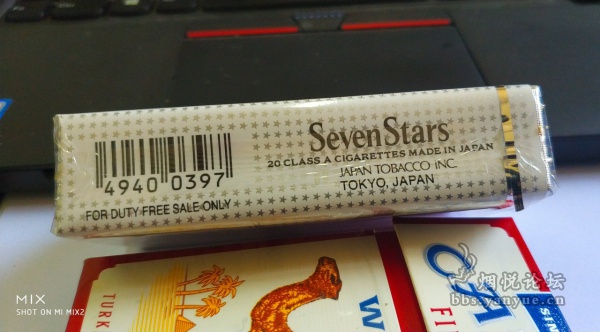 Seven Stars
20 CLASS A CIGARETTES MADE IN JAPAN
JAPAN TOBACCO INC.
TOKYO, JAPAN
4940 0397
FOR DUTY FREE SALE ONLY
TURK
W
FI
MIX
SHOT ON MI MIX2
烟悦论坛
bbs.yanyue.cn